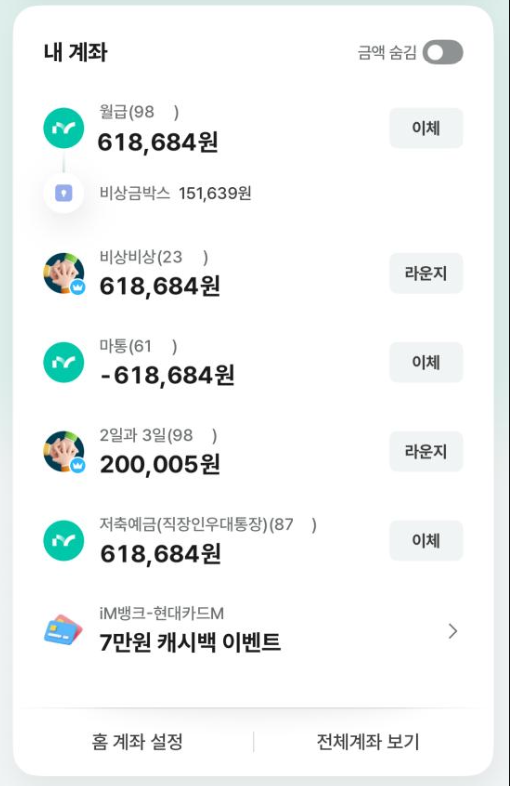 내 계좌
금액 숨김
월급(98 )
618,684원
이체
비상금박스 151,639원
비상비상(23 )
618,684원
라운지
마통(61 )
-618,684원
이체
2일과 3일(98 )
200,005원
라운지
저축예금(직장인우대통장)(87 )
618,684원
이체
iM뱅크-현대카드M
7만원 캐시백 이벤트
홈 계좌 설정
전체계좌 보기